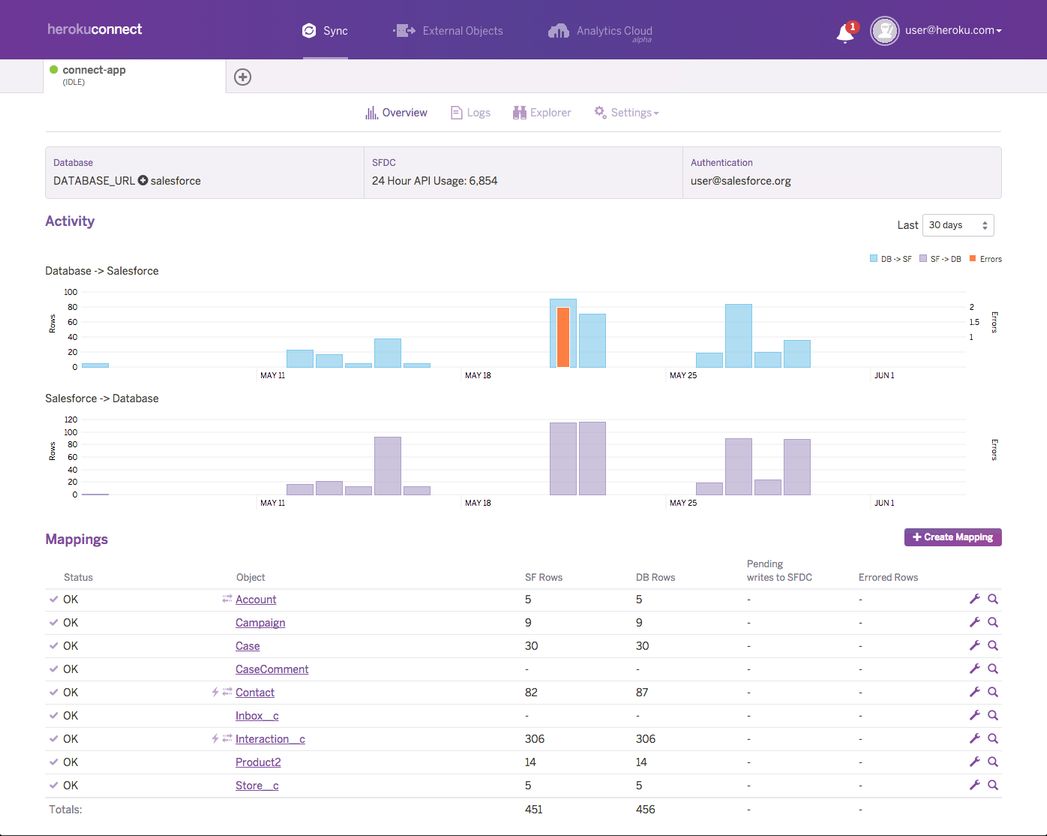 herokuconnect
Sync
External Objects
Analytics Cloud
alpha
1
user@heroku.com
connect-app
(IDLE)
Overview
Logs
Explorer
Settings
Database
DATABASE_URL salesforce
SFDC
24 Hour API Usage: 6,854
Authentication
user@salesforce.org
Activity
Last 30 days
DB -> SF SF -> DB Errors
Database -> Salesforce
Rows
100
80
60
40
20
0
2
1.5
1
Errors
MAY 11 MAY 18 MAY 25 JUN 1
Salesforce -> Database
Rows
120
100
80
60
40
20
0
Errors
MAY 11 MAY 18 MAY 25 JUN 1
Mappings
Create Mapping
Status Object SF Rows DB Rows Pending writes to SFDC Errored Rows
OK Account 5 5 - -
OK Campaign 9 9 - -
OK Case 30 30 - -
OK CaseComment - - - -
OK Contact 82 87 - -
OK Inbox__c - - - -
OK Interaction__c 306 306 - -
OK Product2 14 14 - -
OK Store__c 5 5 - -
Totals: 451 456 - -